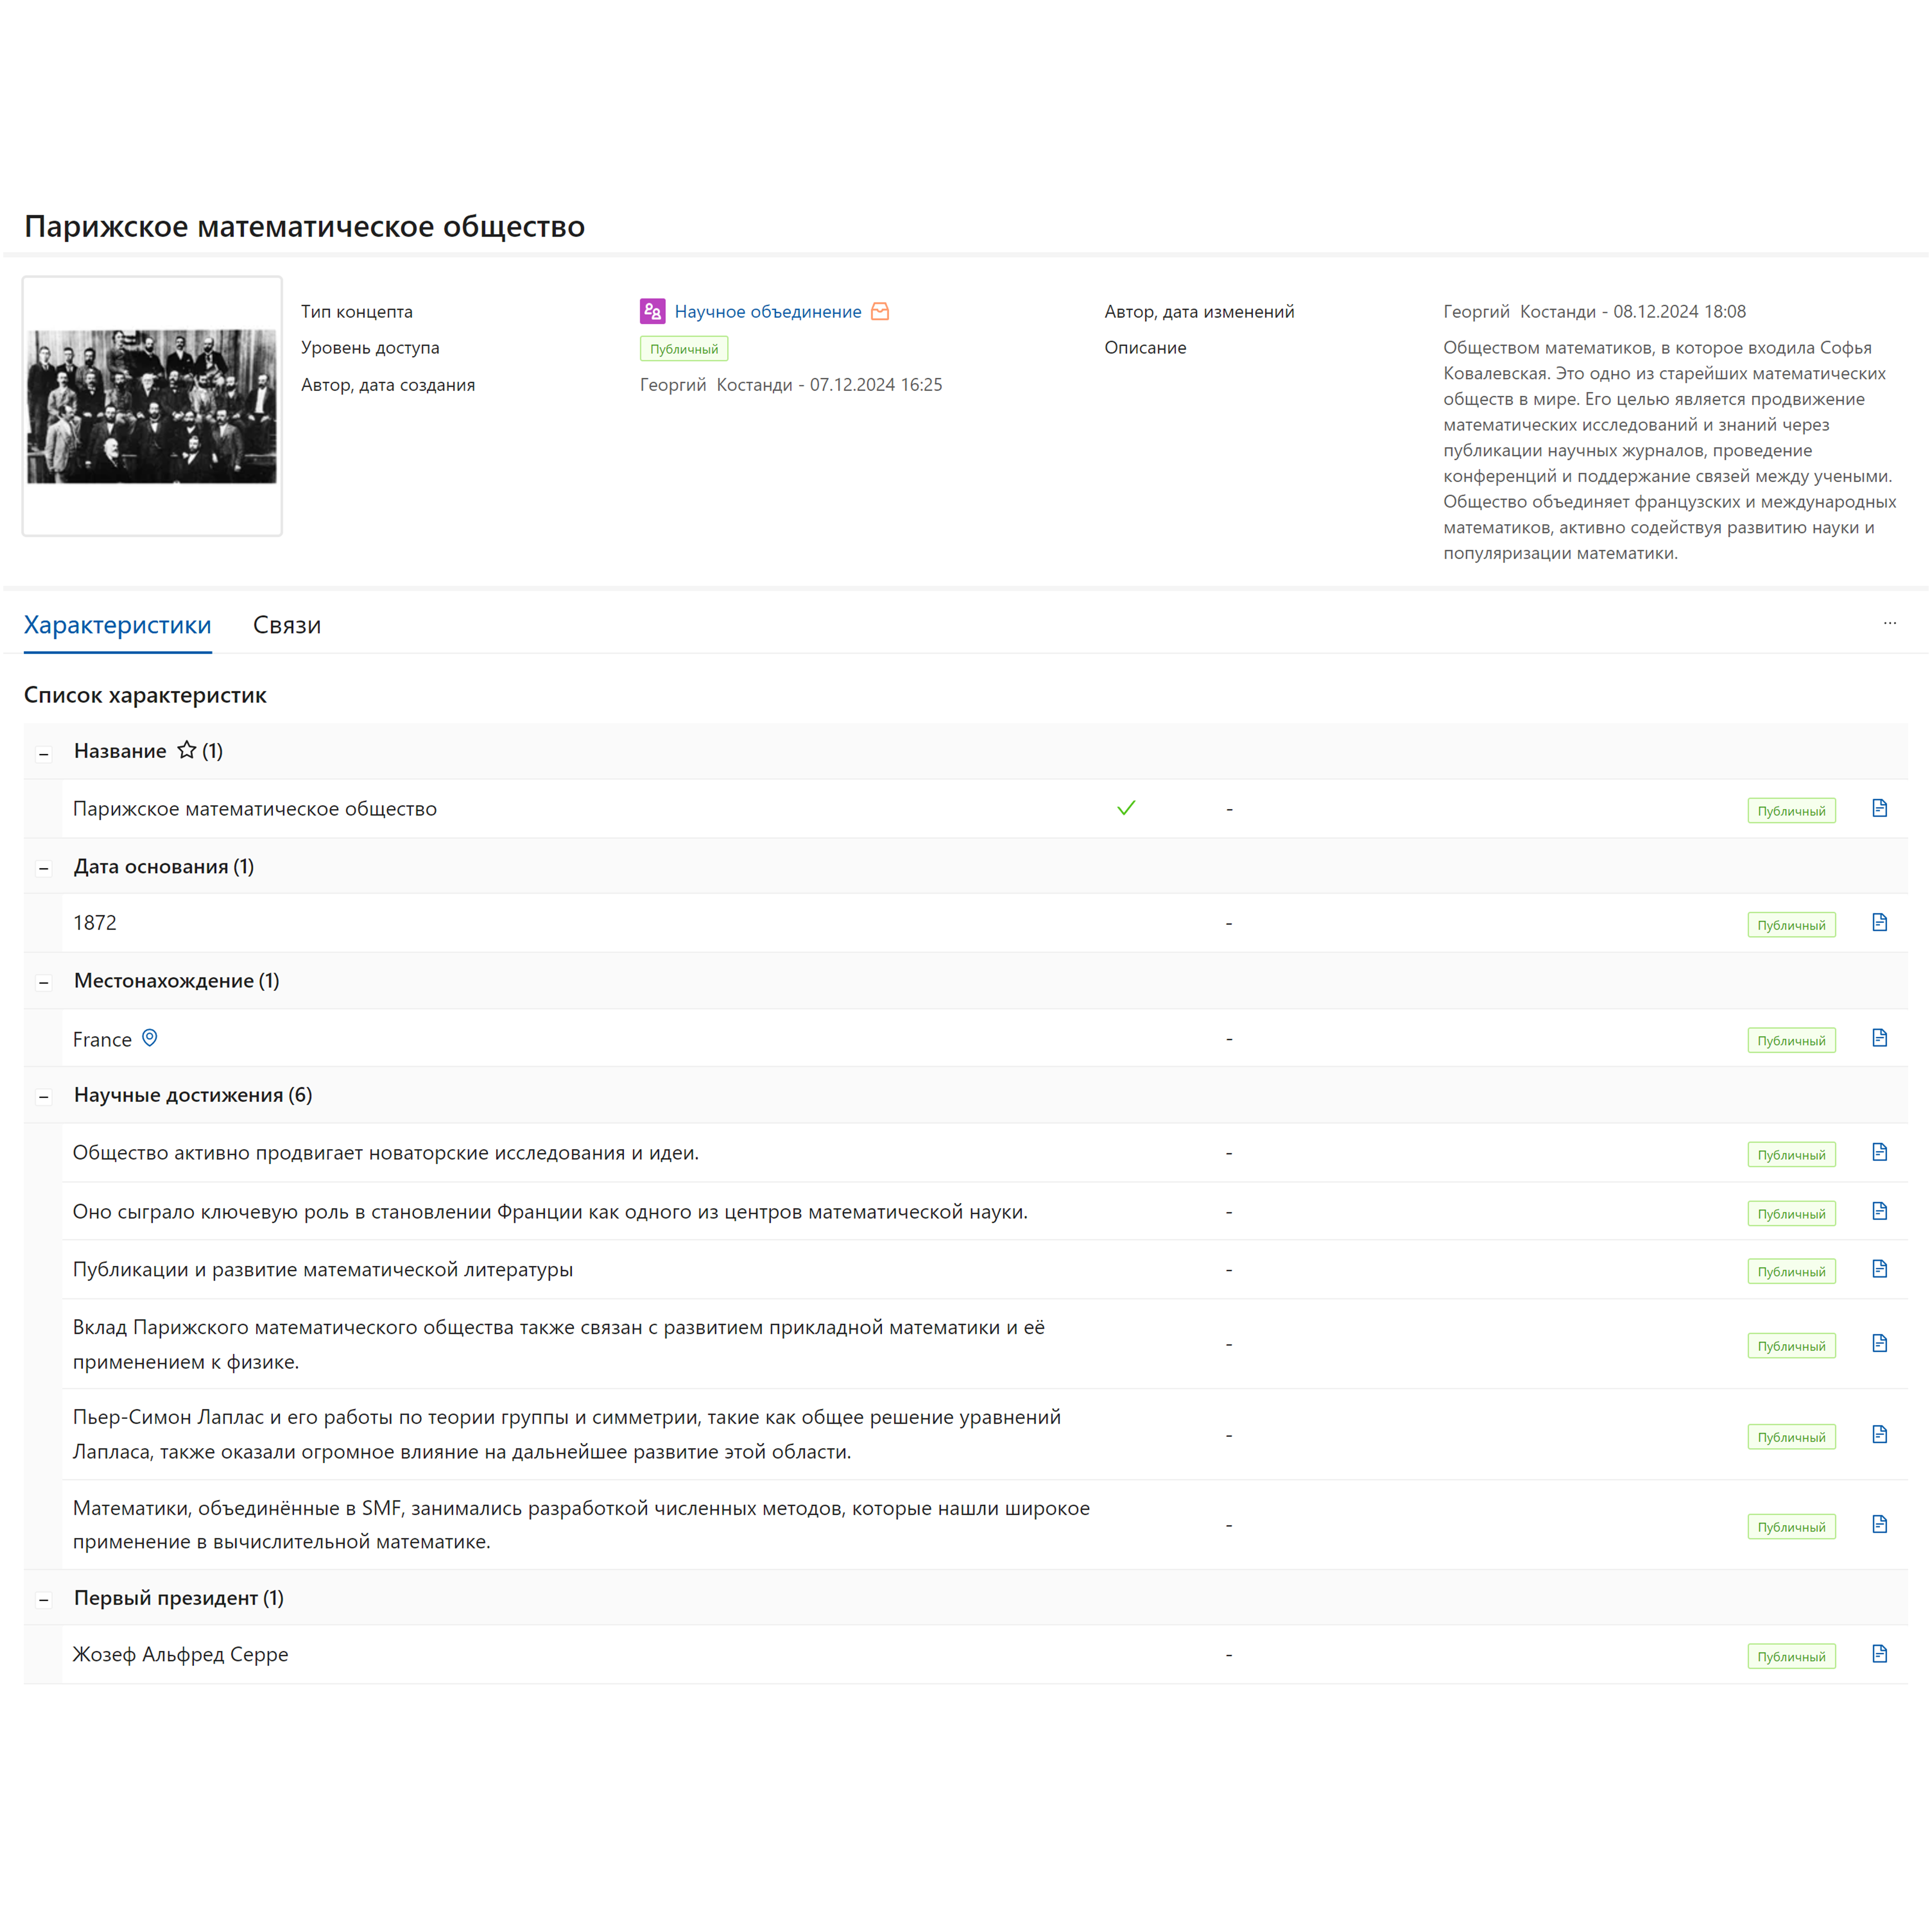 Парижское математическое общество
Тип концепта
Научное объединение
Уровень доступа
Публичный
Автор, дата создания
Георгий Костанди - 07.12.2024 16:25
Автор, дата изменений
Георгий Костанди - 08.12.2024 18:08
Описание
Обществом математиков, в которое входила Софья
Ковалевская. Это одно из старейших математических
обществ в мире. Его целью является продвижение
математических исследований и знаний через
публикации научных журналов, проведение
конференций и поддержание связей между учеными.
Общество объединяет французских и международных
математиков, активно содействуя развитию науки и
популяризации математики.
Характеристики
Связи
...
Список характеристик
Название (1)
Парижское математическое общество - Публичный
Дата основания (1)
1872 - Публичный
Местонахождение (1)
France - Публичный
Научные достижения (6)
Общество активно продвигает новаторские исследования и идеи. - Публичный
Оно сыграло ключевую роль в становлении Франции как одного из центров математической науки. - Публичный
Публикации и развитие математической литературы - Публичный
Вклад Парижского математического общества также связан с развитием прикладной математики и её
применением к физике.
- Публичный
Пьер-Симон Лаплас и его работы по теории группы и симметрии, такие как общее решение уравнений
Лапласа, также оказали огромное влияние на дальнейшее развитие этой области.
- Публичный
Математики, объединённые в SMF, занимались разработкой численных методов, которые нашли широкое
применение в вычислительной математике.
- Публичный
Первый президент (1)
Жозеф Альфред Серре - Публичный